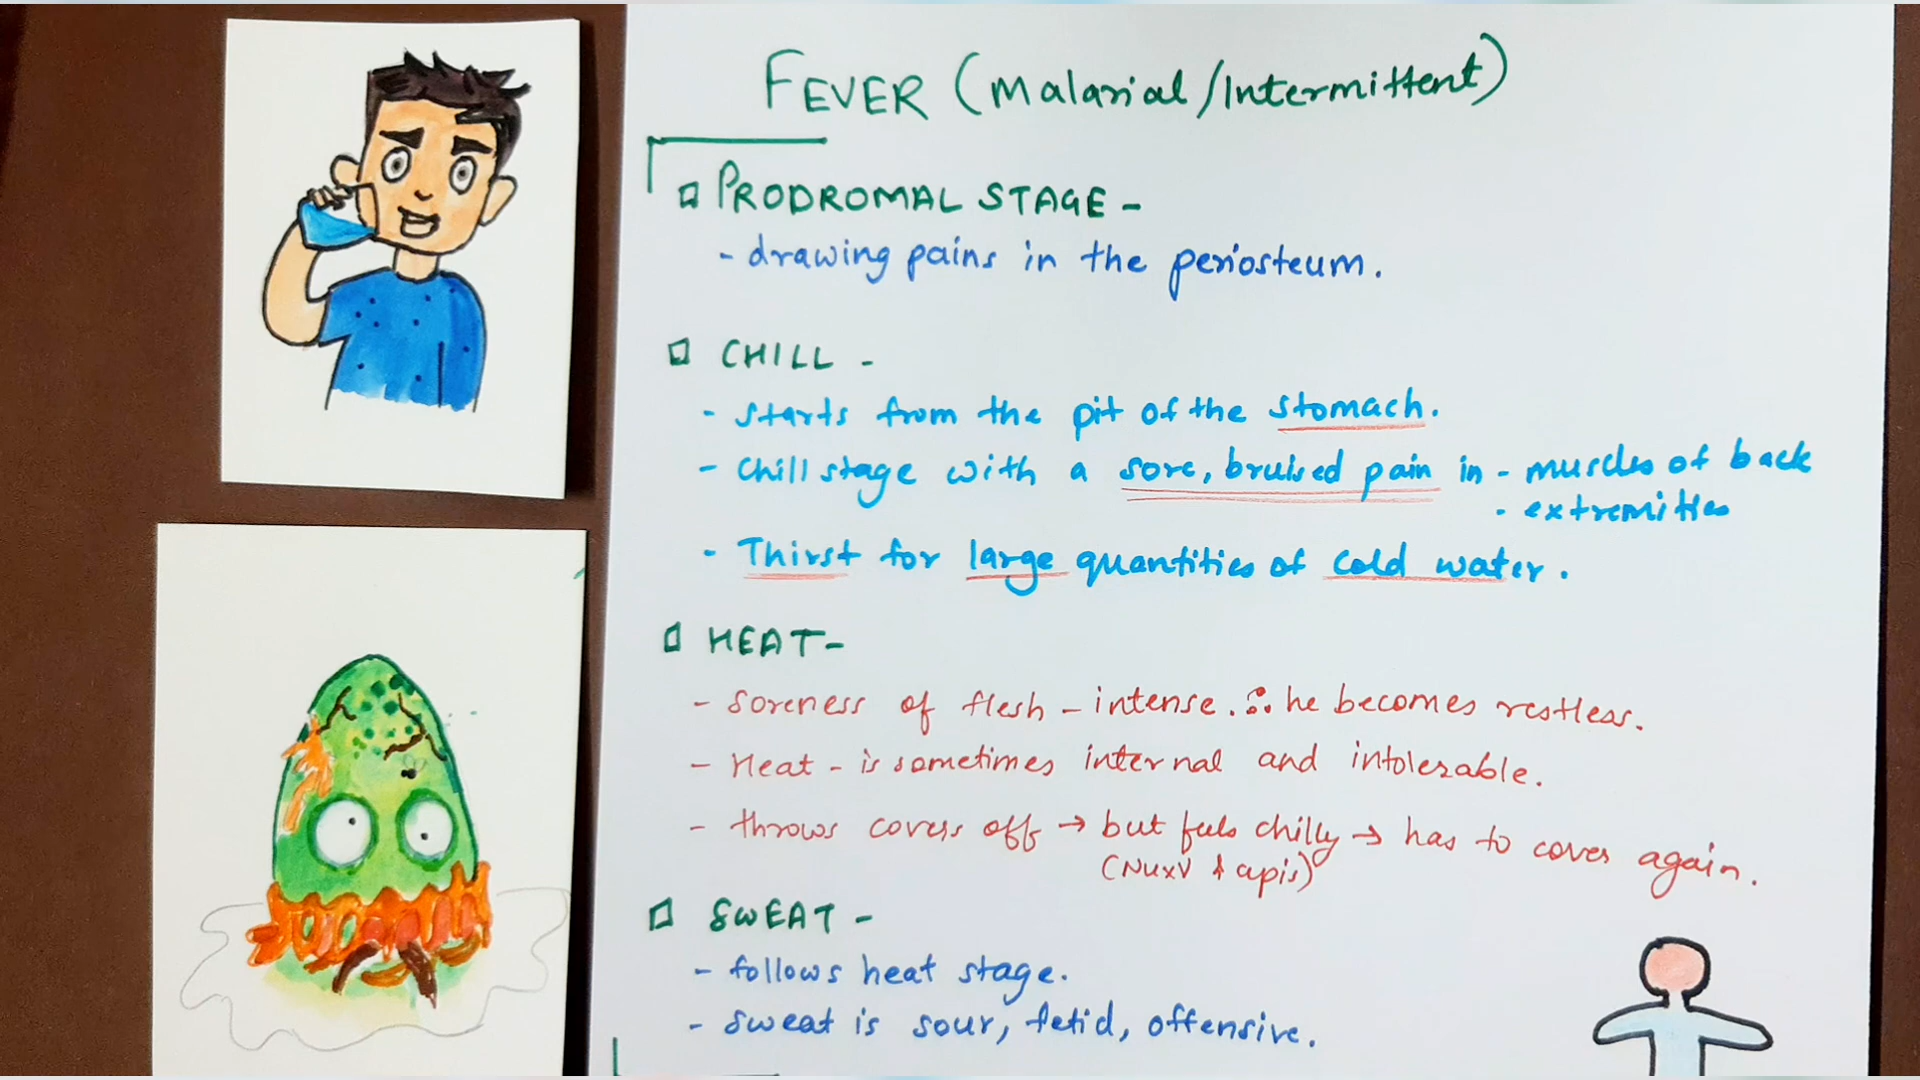 FEVER (Malarial/Intermittent)
PRODROMAL STAGE -
- drawing pains in the periosteum.
CHILL -
- starts from the pit of the stomach.
- Chill stage with a sore, bruised pain in - muscles of back
- extremities
- Thirst for large quantities of cold water.
HEAT -
- Soreness of flesh - intense. ∴ he becomes restless.
- Heat - is sometimes internal and intolerable.
- throws covers off → but feels chilly → has to cover again.
(NuxV & apis)
SWEAT -
- follows heat stage.
- sweat is sour, fetid, offensive.